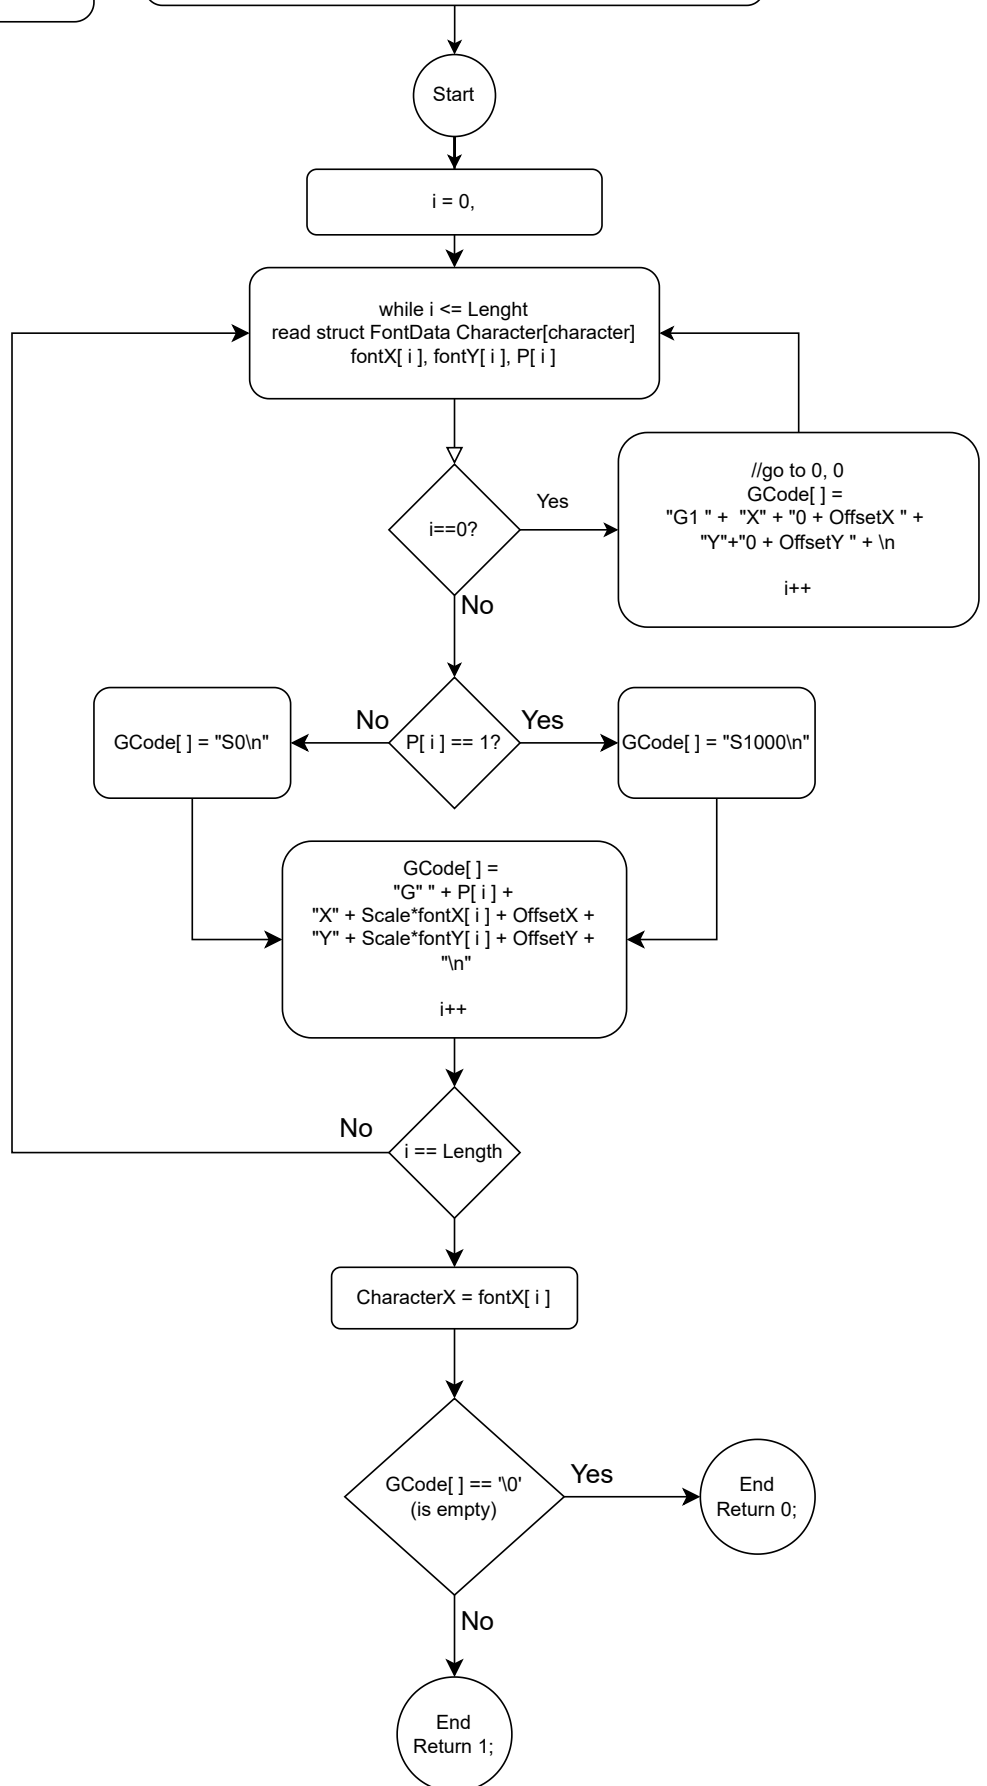 Start
i = 0,
while i <= Lenght
read struct FontData Character[character]
fontX[ i ], fontY[ i ], P[ i ]
i==0?
Yes
//go to 0, 0
GCode[ ] =
"G1 " +  "X" + "0 + OffsetX " +
"Y"+"0 + OffsetY " + \n
i++
No
P[ i ] == 1?
No
Yes
GCode[ ] = "S0\n"
GCode[ ] = "S1000\n"
GCode[ ] =
"G" " + P[ i ] +
"X" + Scale*fontX[ i ] + OffsetX +
"Y" + Scale*fontY[ i ] + OffsetY +
"\n"
i++
No
i == Length
CharacterX = fontX[ i ]
GCode[ ] == '\0'
(is empty)
Yes
End
Return 0;
No
End
Return 1;